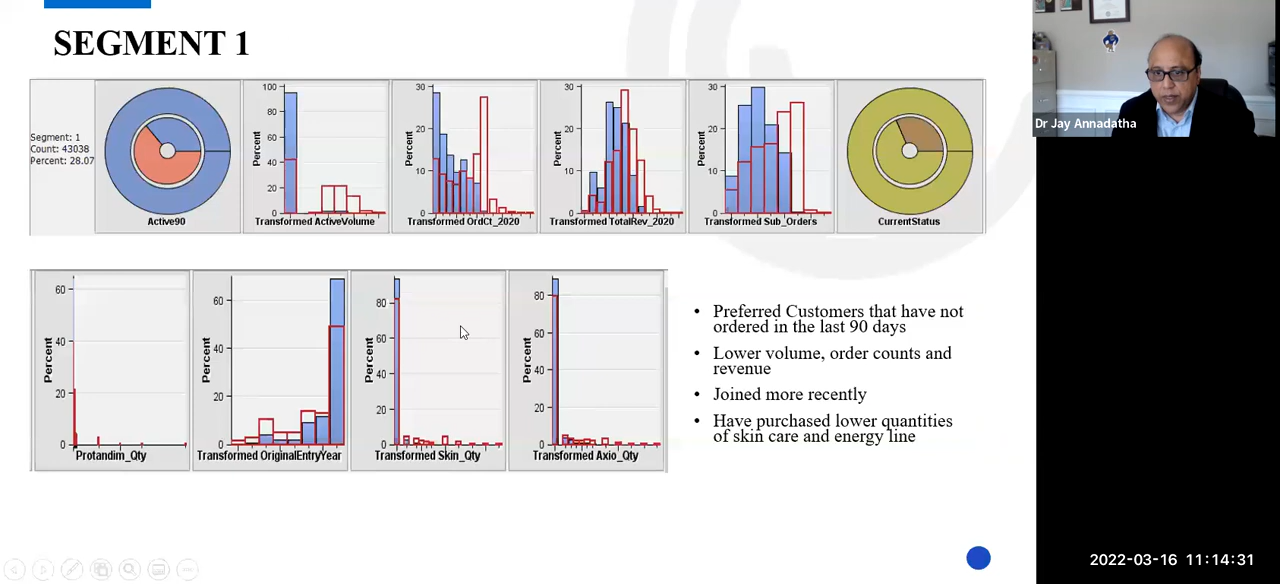 SEGMENT 1
Segment: 1
Count: 43038
Percent: 28.07
Active90
100
80
60
40
20
0
Percent
Transformed ActiveVolume
30
20
10
0
Percent
Transformed OrdCt_2020
30
20
10
0
Percent
Transformed TotalRev_2020
30
20
10
0
Percent
Transformed Sub_Orders
CurrentStatus
Dr Jay Annadatha
60
40
20
0
Percent
Protandim_Qty
60
40
20
0
Percent
Transformed OriginalEntryYear
80
60
40
20
0
Percent
Transformed Skin_Qty
80
60
40
20
0
Percent
Transformed Axio_Qty
• Preferred Customers that have not
ordered in the last 90 days
• Lower volume, order counts and
revenue
• Joined more recently
• Have purchased lower quantities
of skin care and energy line
2022-03-16 11:14:31